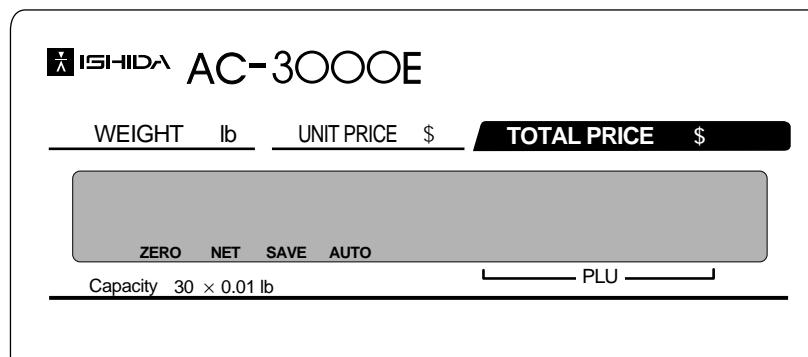 ISHIDA AC-3000E
WEIGHT lb UNIT PRICE $ TOTAL PRICE $
ZERO NET SAVE AUTO
PLU
Capacity 30 × 0.01 lb